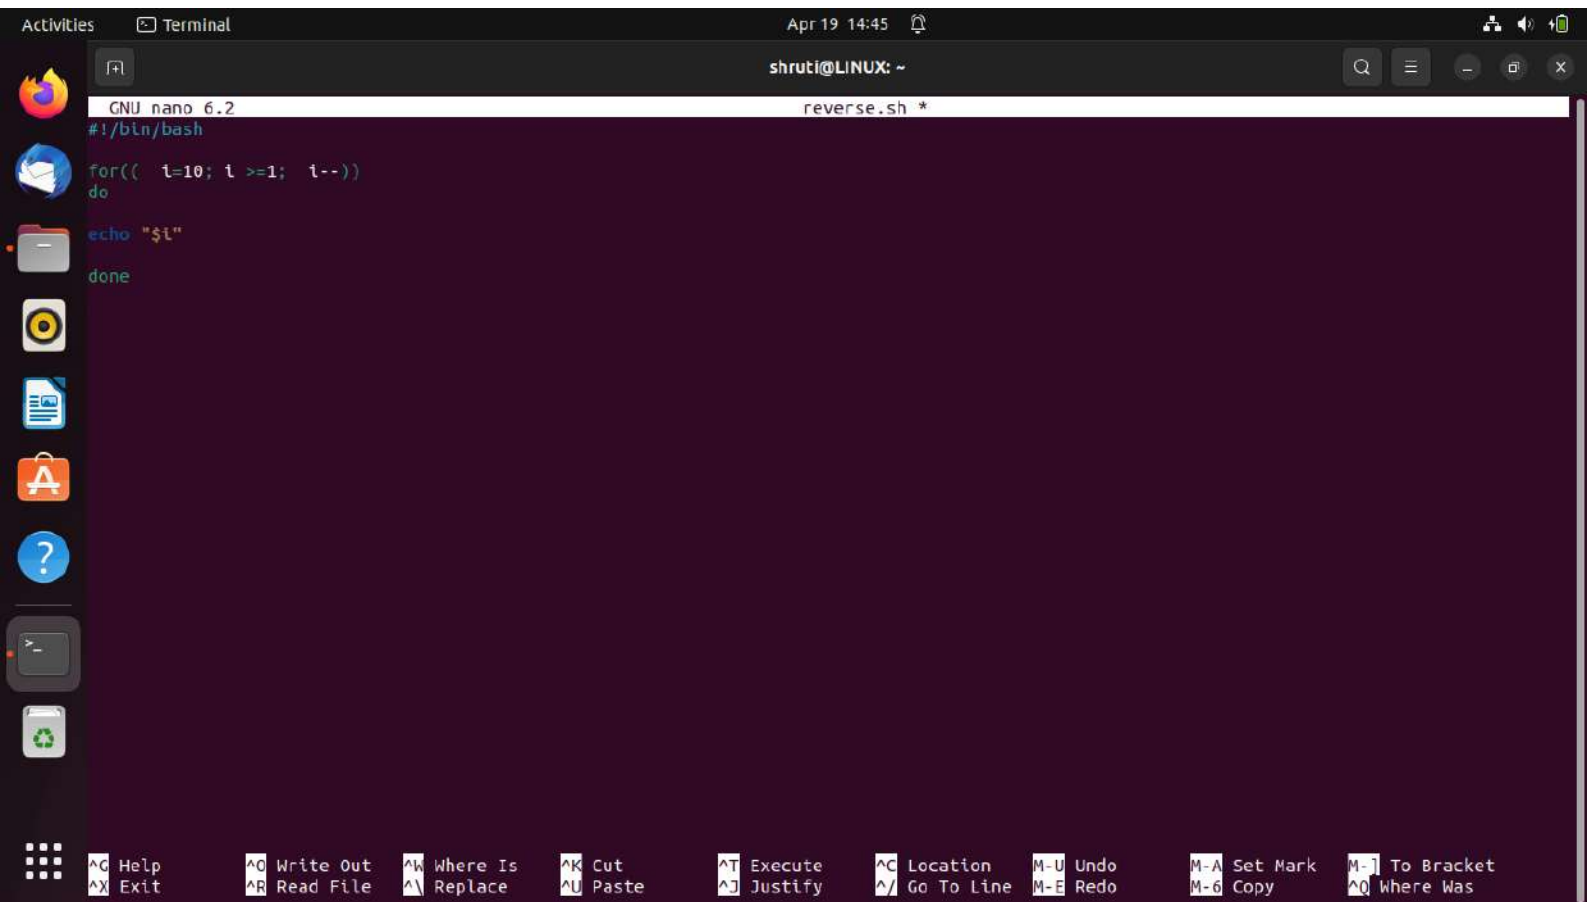 Activities Terminal Apr 19 14:45
shruti@LINUX: ~
GNU nano 6.2 reverse.sh *
#!/bin/bash
for((  i=10; i >=1;  i--))
do
echo "$i"
done
^G Help ^O Write Out ^W Where Is ^K Cut ^T Execute ^C Location M-U Undo M-A Set Mark M-] To Bracket
^X Exit ^R Read File ^\ Replace ^U Paste ^J Justify ^/ Go To Line M-E Redo M-6 Copy ^Q Where Was